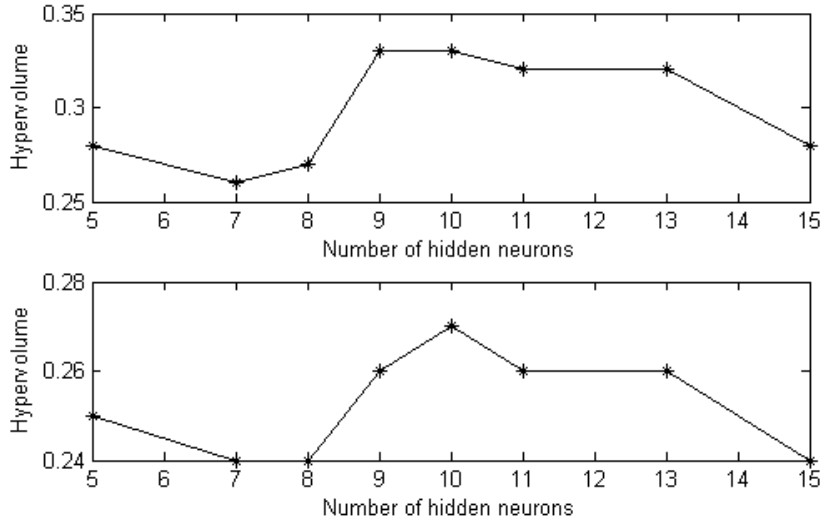 0.35
0.3
0.25
Hypervolume
5 6 7 8 9 10 11 12 13 14 15
Number of hidden neurons
0.28
0.26
0.24
Hypervolume
5 6 7 8 9 10 11 12 13 14 15
Number of hidden neurons